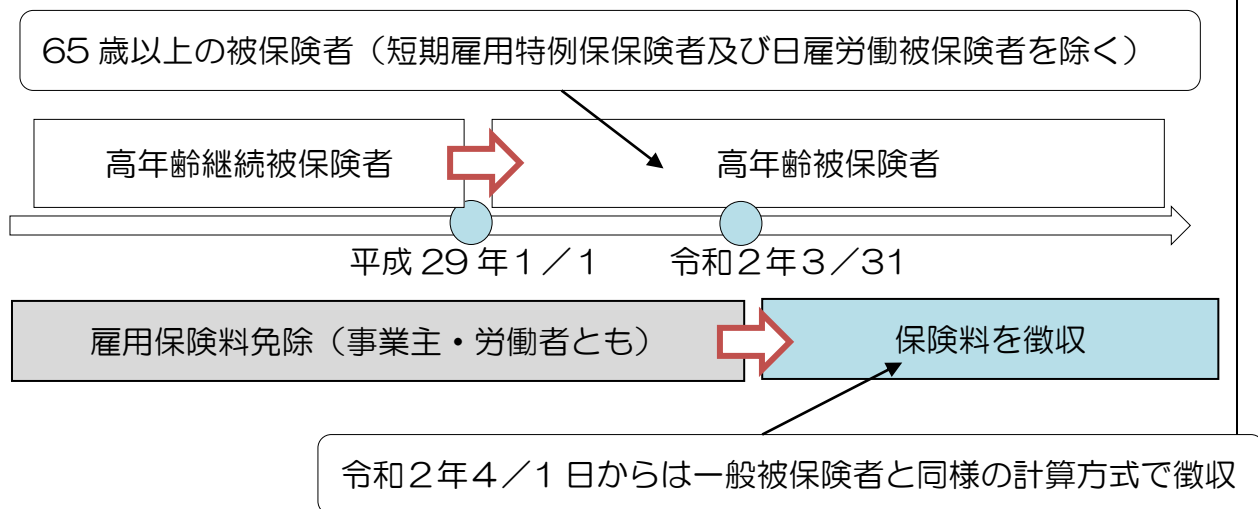 65歳以上の被保険者（短期雇用特例保保険者及び日雇労働被保険者を除く）
高年齢継続被保険者
高年齢被保険者
平成29年1／1
令和2年3／31
雇用保険料免除（事業主・労働者とも）
保険料を徴収
令和2年4／1日からは一般被保険者と同様の計算方式で徴収